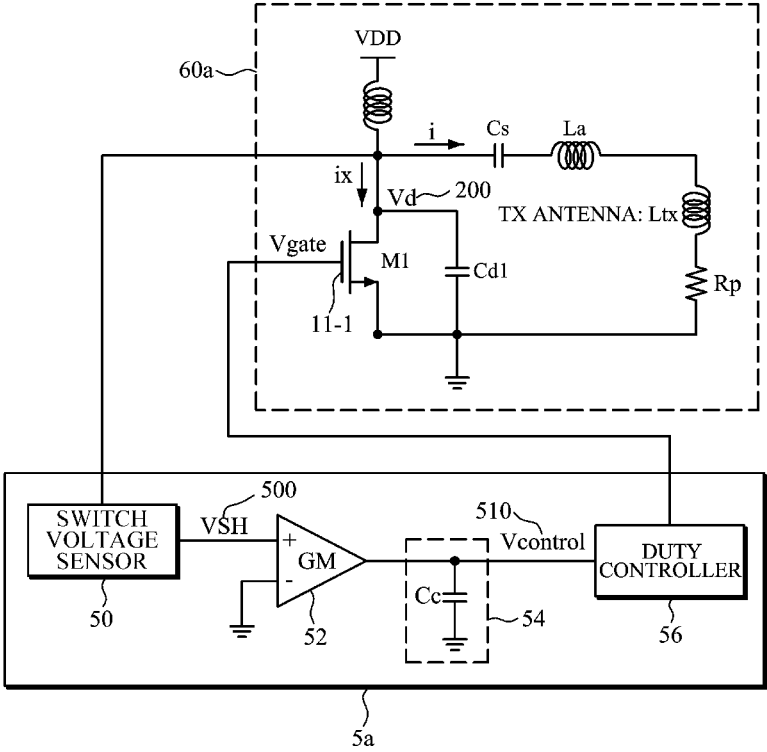 60a
VDD
i
Cs
La
ix
Vd
200
TX ANTENNA: Ltx
Vgate
M1
Cd1
Rp
11-1
500
510
SWITCH
VOLTAGE
SENSOR
VSH
+
GM
-
Vcontrol
DUTY
CONTROLLER
Cc
50
52
54
56
5a